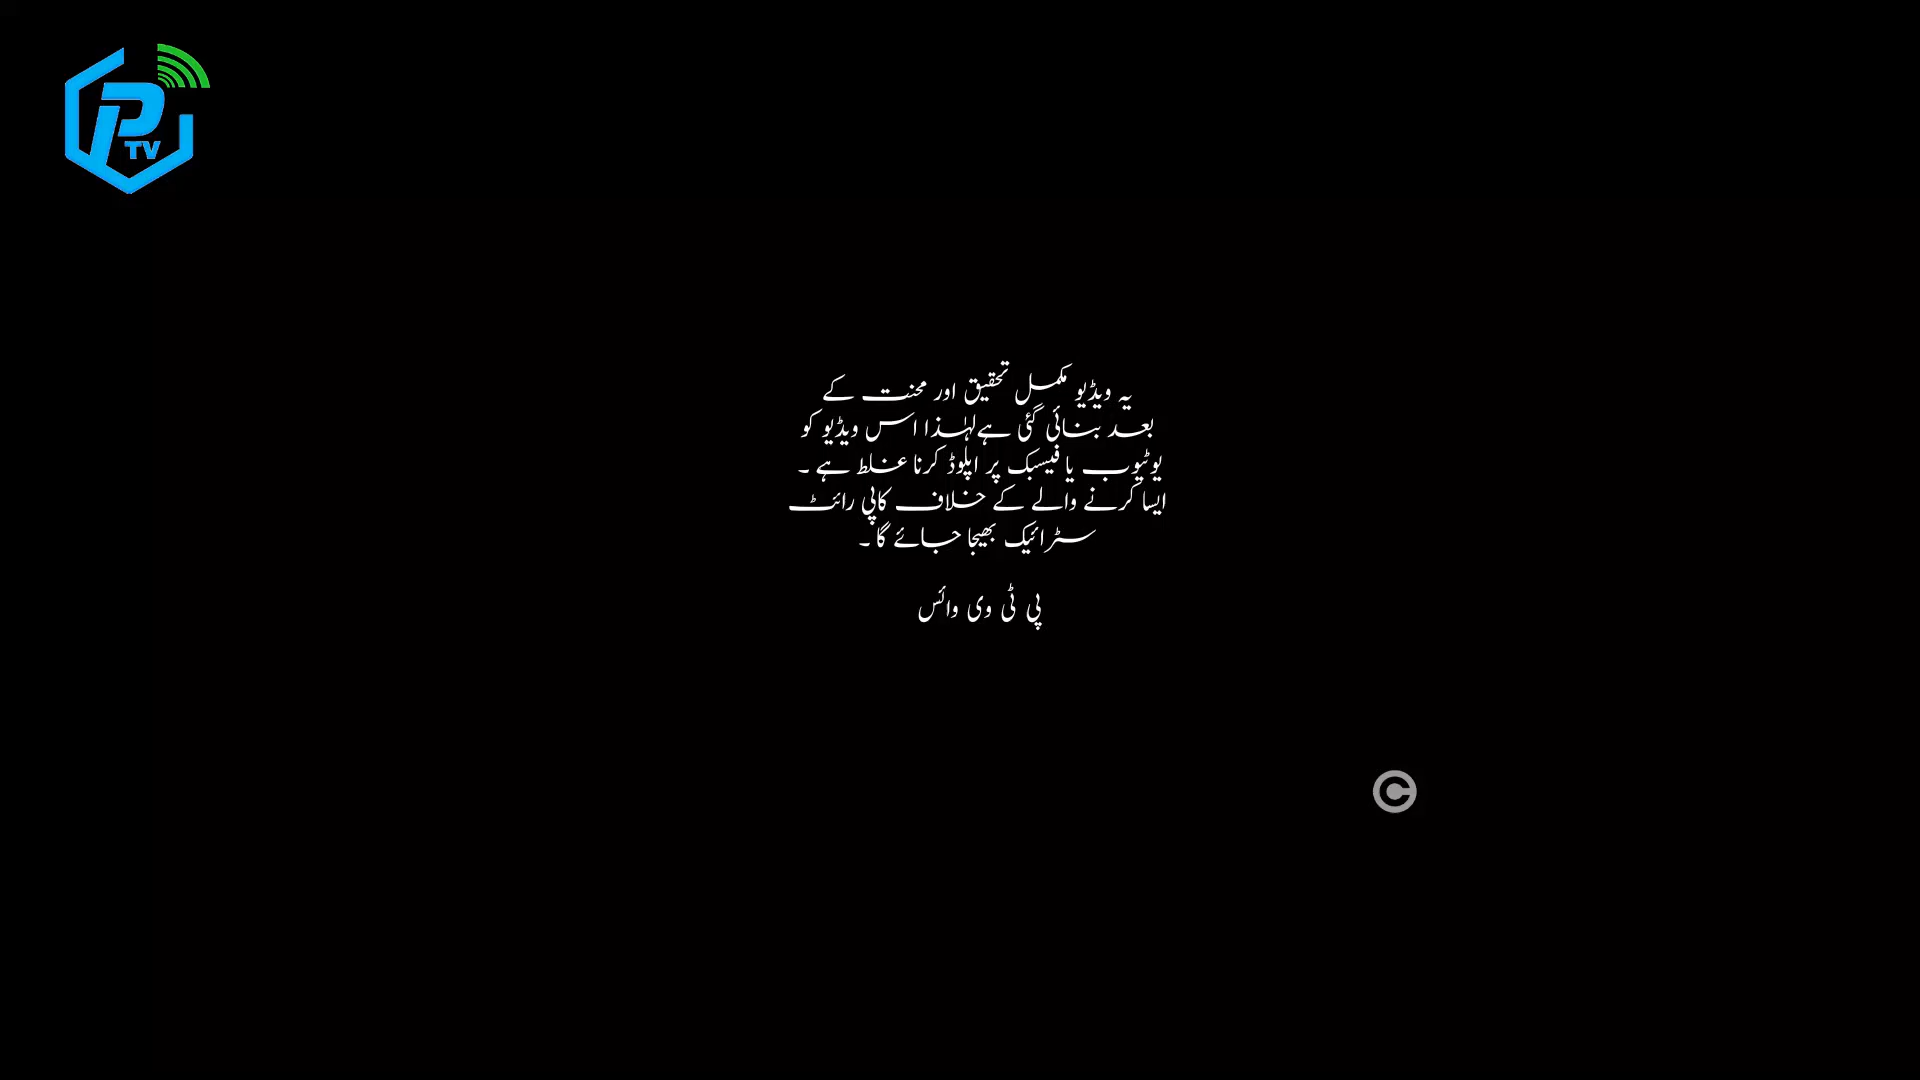 P
TV
یہ ویڈیو مکمل تحقیق اور محنت کے
بعد بنائی گئی ہے لہٰذا اس ویڈیو کو
یوٹیوب یا فیسبک پر اپلوڈ کرنا غلط ہے ۔
ایسا کرنے والے کے خلاف کاپی رائٹ
سٹرائیک بھیجا جائے گا ۔
پی ٹی وی وائس
©